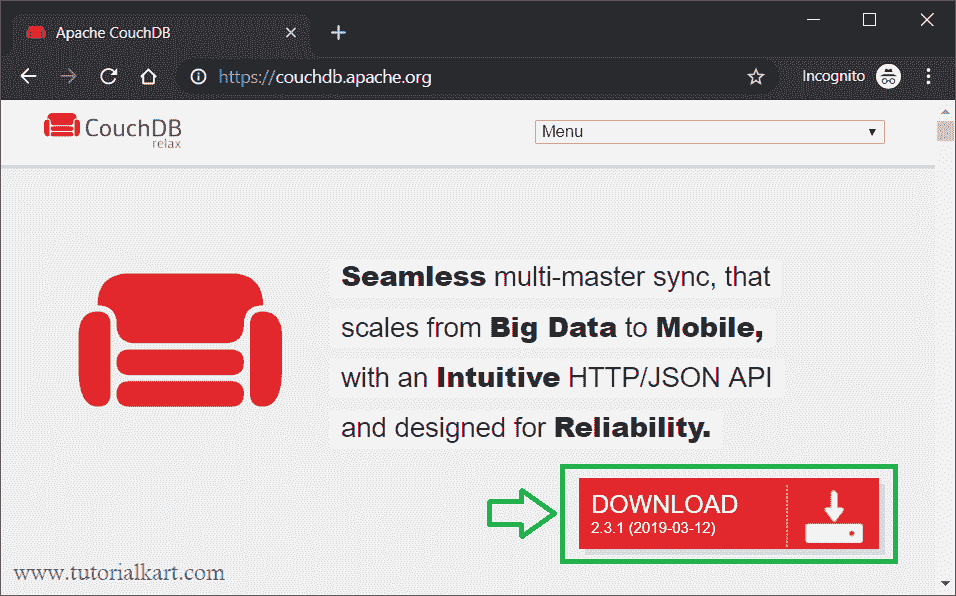 Apache CouchDB
https://couchdb.apache.org
Incognito
CouchDB
relax
Menu
Seamless multi-master sync, that
scales from Big Data to Mobile,
with an Intuitive HTTP/JSON API
and designed for Reliability.
DOWNLOAD
2.3.1 (2019-03-12)
www.tutorialkart.com